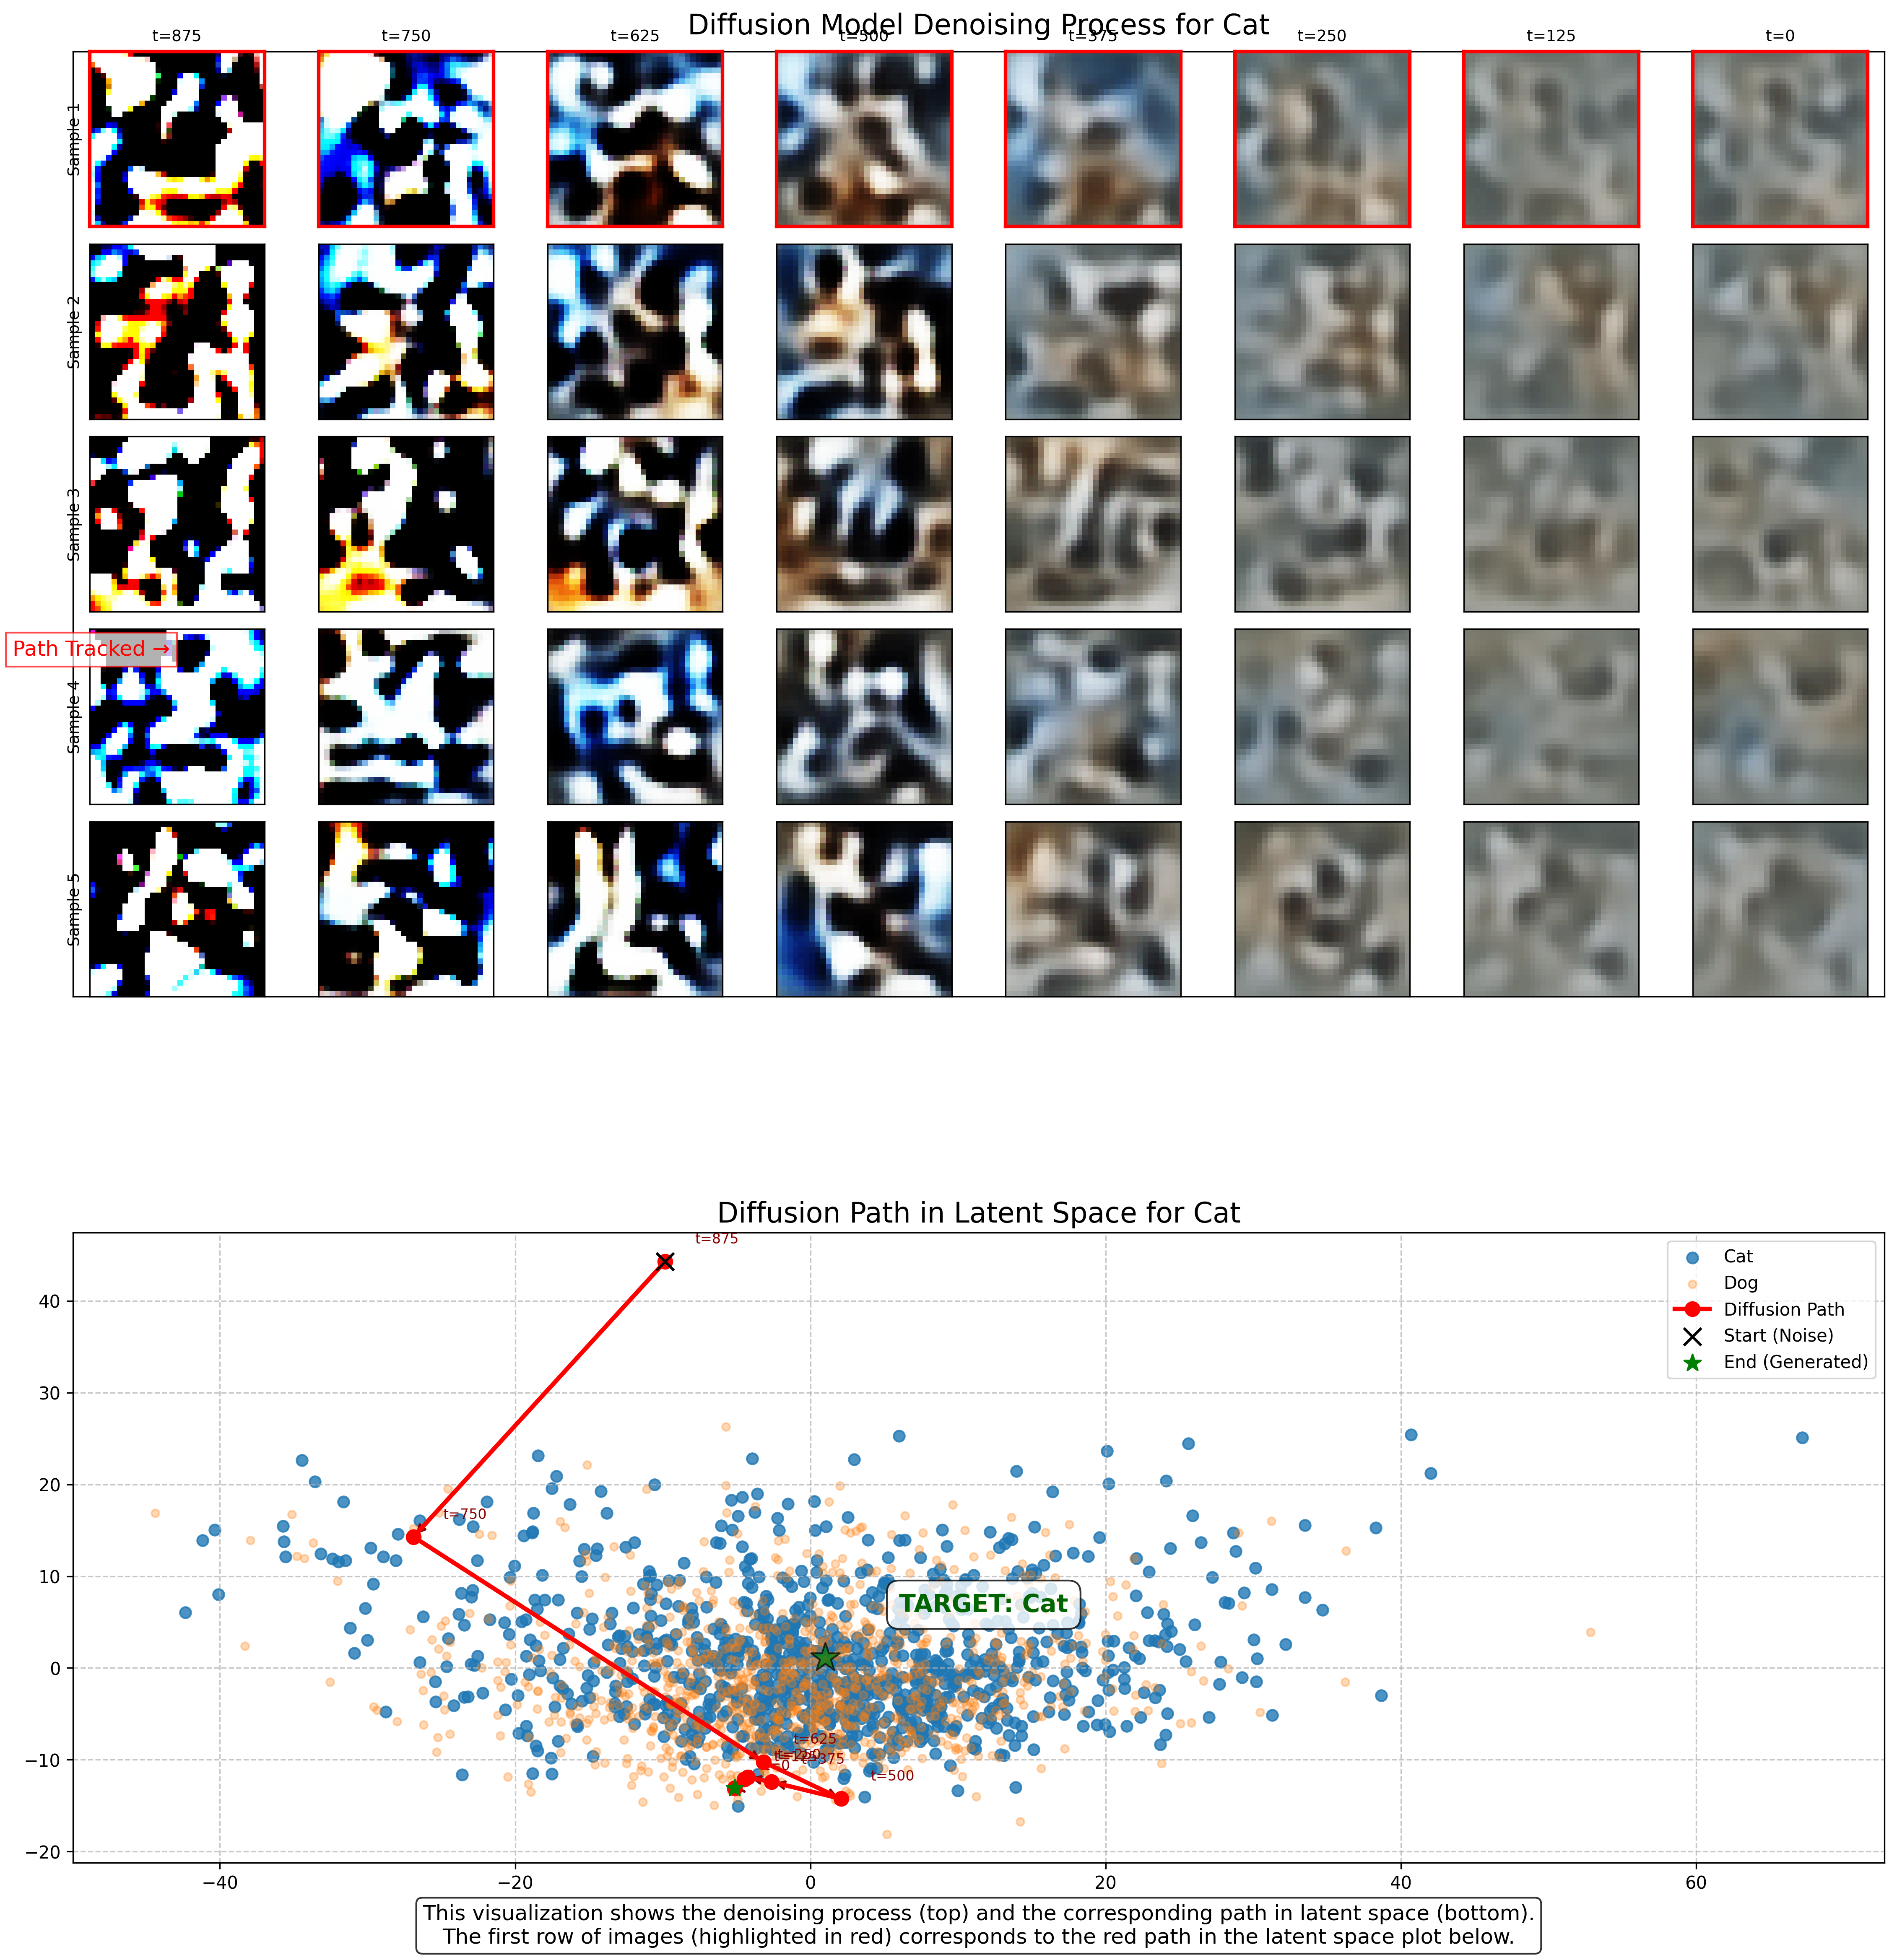 Diffusion Model Denoising Process for Cat
t=875 t=750 t=625 t=500 t=375 t=250 t=125 t=0
Sample 1
Sample 2
Sample 3
Path Tracked →
Sample 4
Sample 5
Diffusion Path in Latent Space for Cat
t=875
Cat
Dog
Diffusion Path
Start (Noise)
End (Generated)
t=750
TARGET: Cat
t=625
t=375
t=500
40
30
20
10
0
−10
−20
−40 −20 0 20 40 60
This visualization shows the denoising process (top) and the corresponding path in latent space (bottom).
The first row of images (highlighted in red) corresponds to the red path in the latent space plot below.